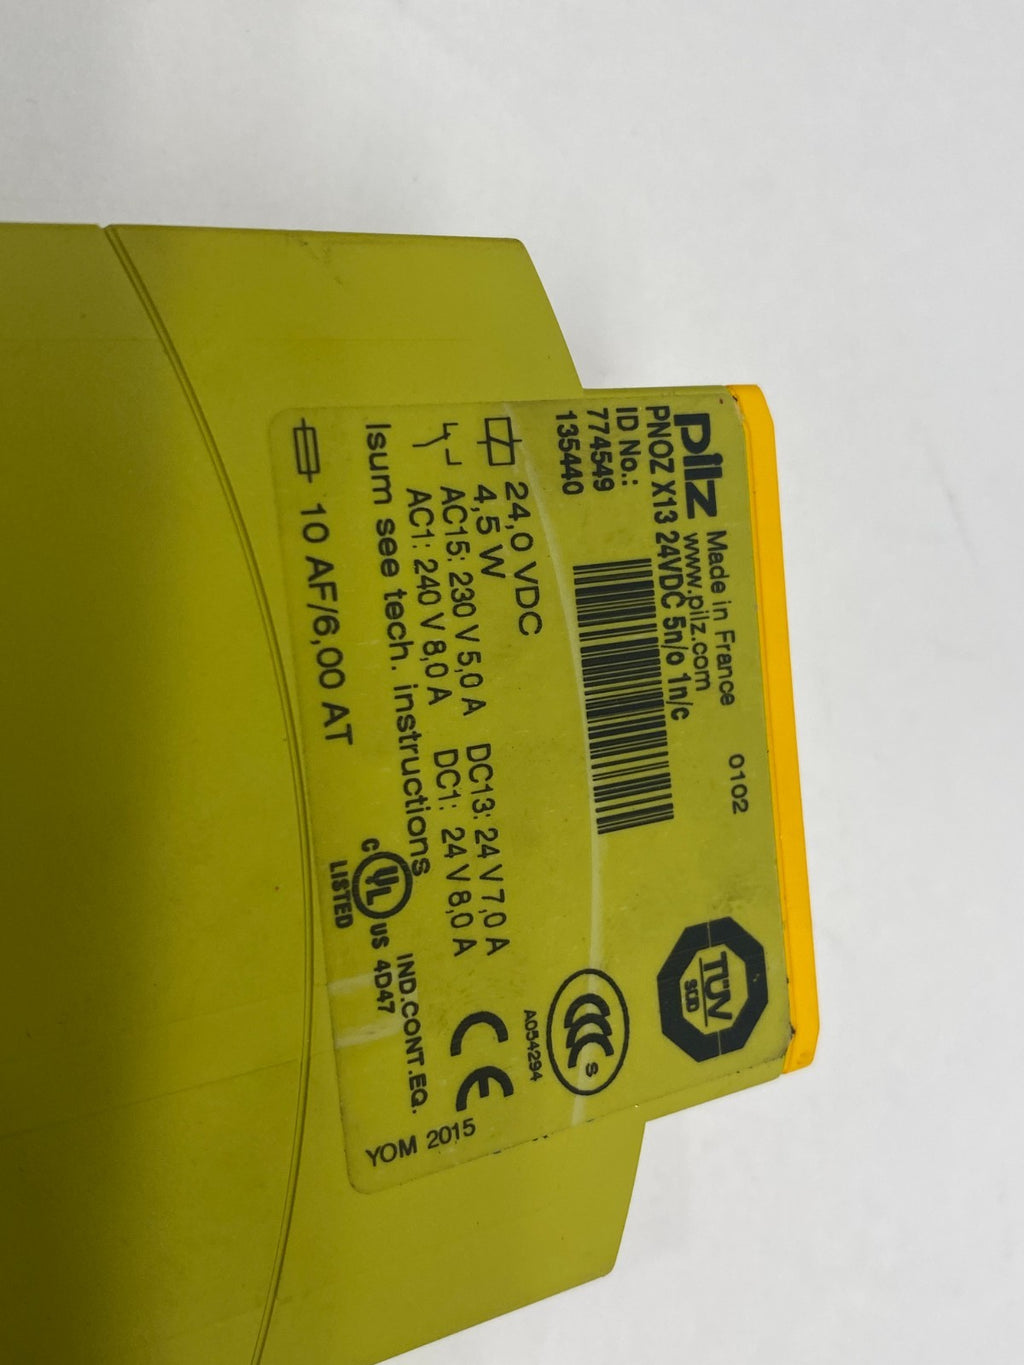 pilz Made in France 0102
www.pilz.com
PNOZ X13 24VDC 5n/o 1n/c
ID No.:
774549
135440
TÜV
SÜD
CCC S
A054294
24,0 VDC
4,5 W
AC15: 230 V 5,0 A DC13: 24 V 7,0 A
AC1: 240 V 8,0 A DC1: 24 V 8,0 A
Isum see tech. instructions
10 AF/6,00 AT
C UL US
LISTED
IND.CONT.EQ.
4D47
CE
YOM 2015